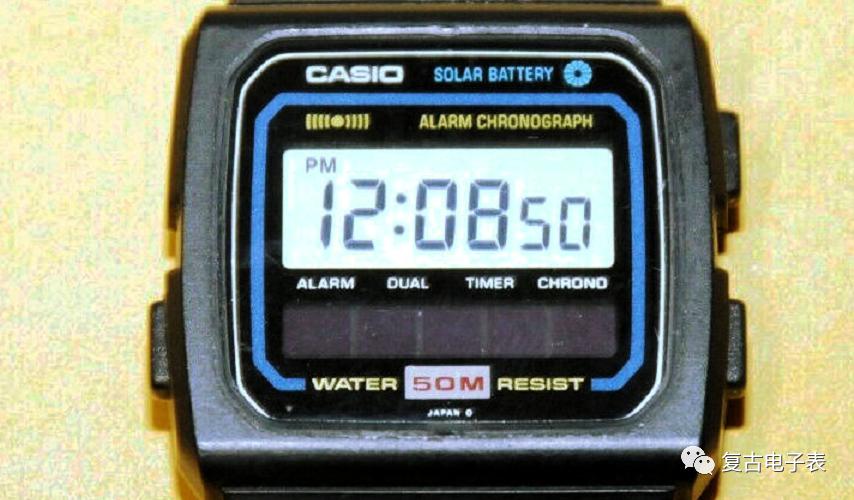 CASIO SOLAR BATTERY
ALARM CHRONOGRAPH
PM
12:08 50
ALARM DUAL TIMER CHRONO
WATER 50M RESIST
JAPAN
复古电子表